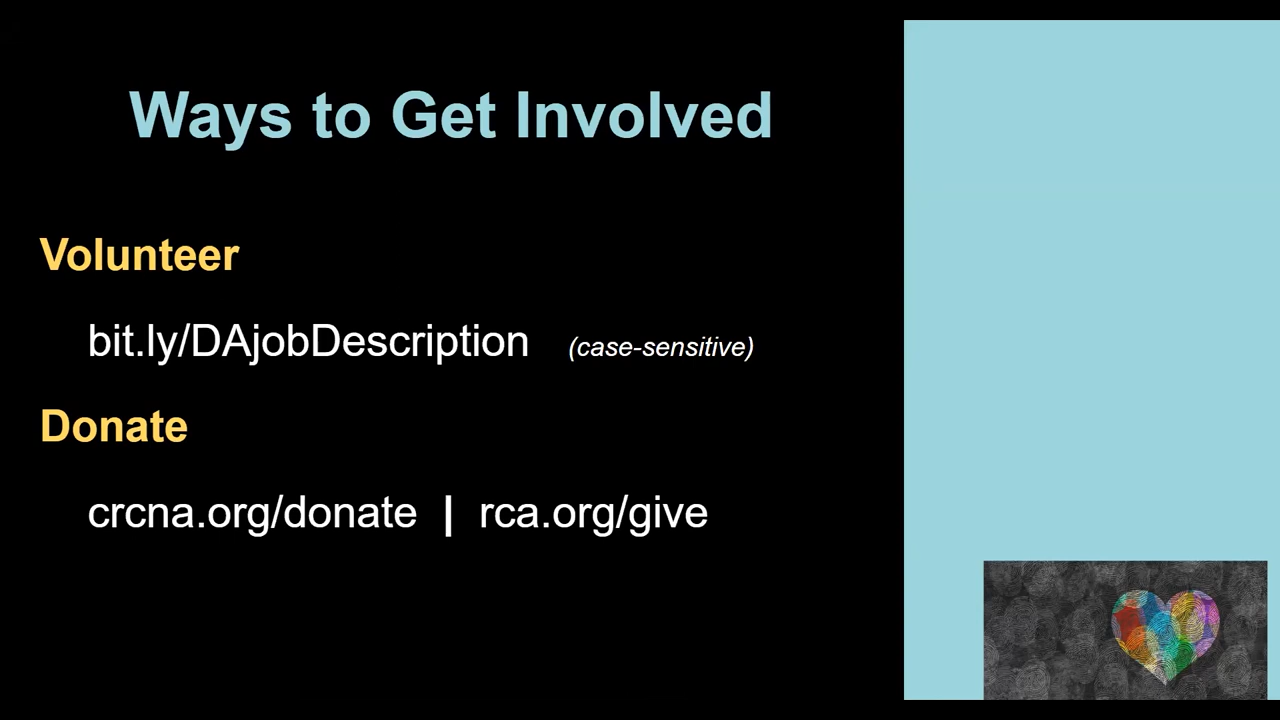 Ways to Get Involved
Volunteer
bit.ly/DAjobDescription (case-sensitive)
Donate
crcna.org/donate | rca.org/give